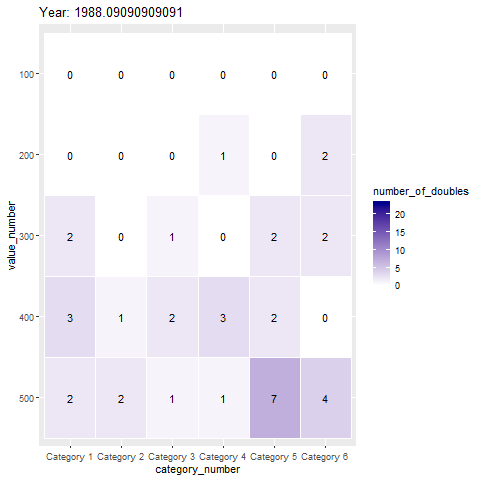 Year: 1988.09090909091
100 0 0 0 0 0 0
200 0 0 0 1 0 2
300 2 0 1 0 2 2
400 3 1 2 3 2 0
500 2 2 1 1 7 4
value_number
Category 1 Category 2 Category 3 Category 4 Category 5 Category 6
category_number
number_of_doubles
20
15
10
5
0